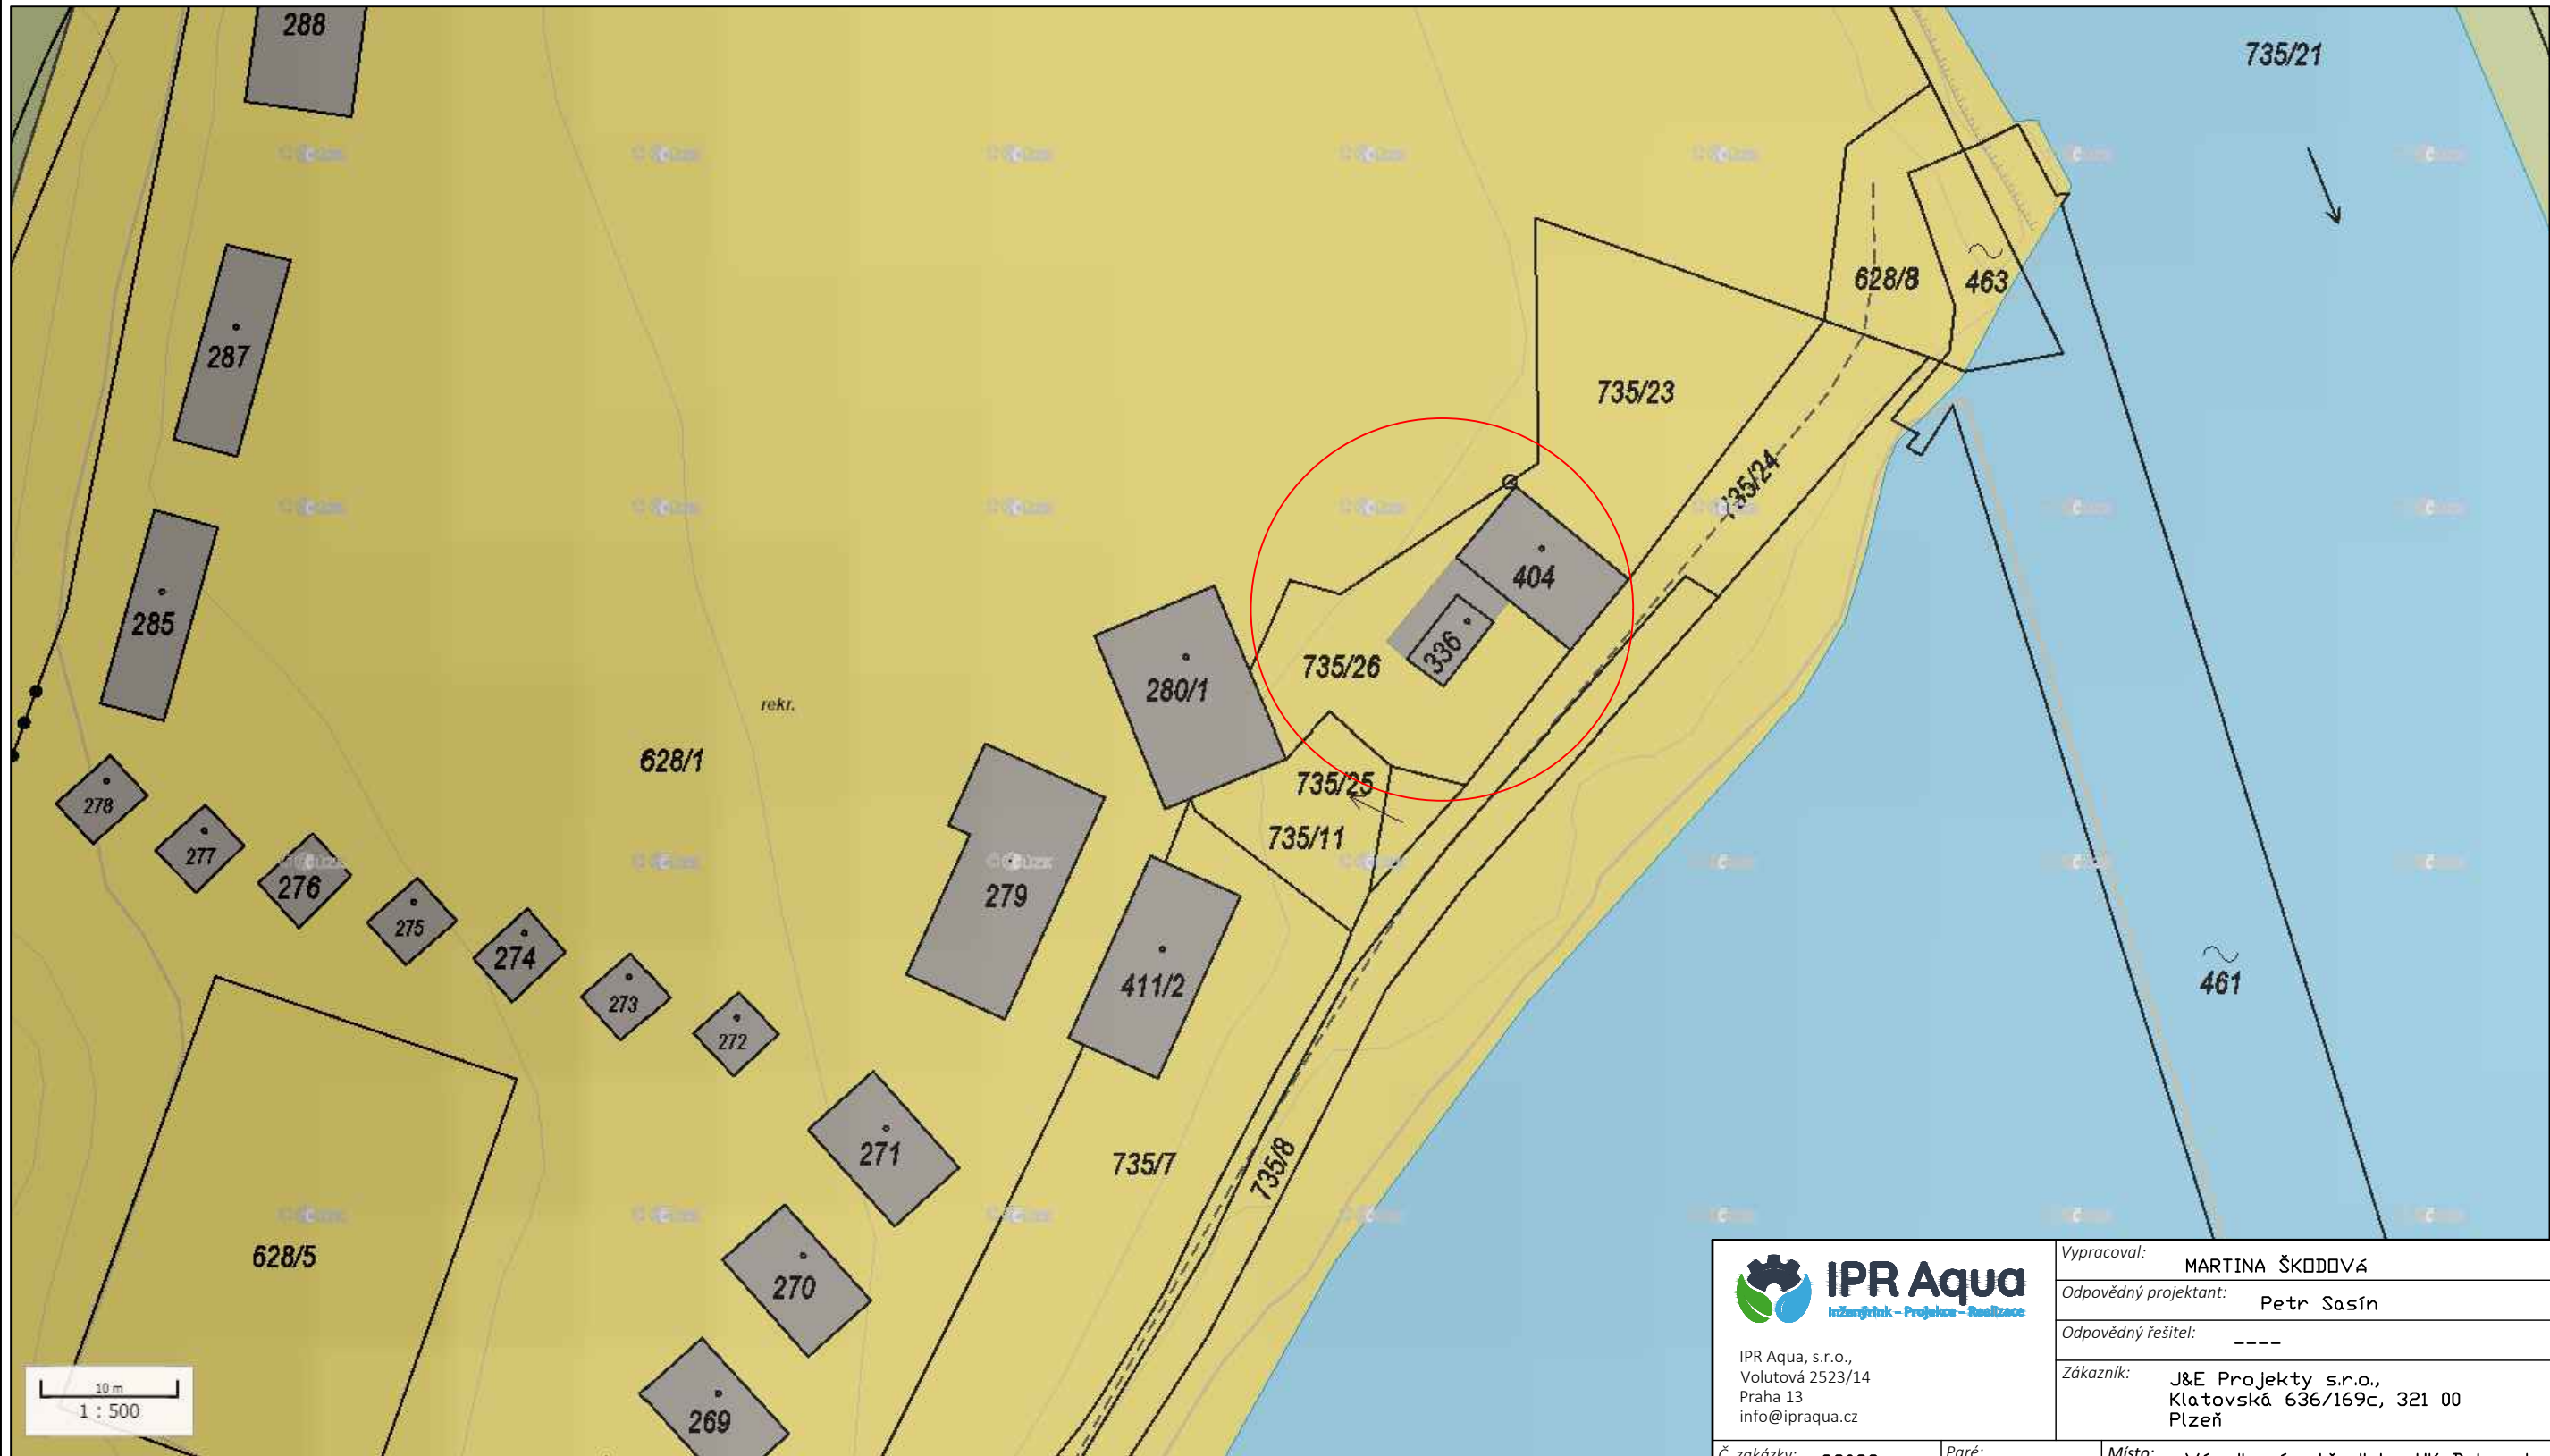 288
735/21
628/8
463
287
735/23
735/24
404
285
336
735/26
280/1
rekr.
628/1
735/25
278
735/11
277
276
279
275
274
411/2
461
273
272
271
735/7
735/8
628/5
270
269
10 m
1 : 500
IPR Aqua
Inženýrink – Projekce – Realizace
IPR Aqua, s.r.o.,
Volutová 2523/14
Praha 13
info@ipraqua.cz
Vypracoval: MARTINA ŠKODOVÁ
Odpovědný projektant: Petr Sasín
Odpovědný řešitel: ----
Zákazník: J&E Projekty s.r.o.,
Klatovská 636/169c, 321 00
Plzeň
Č. zakázky:
Paré:
Místo: